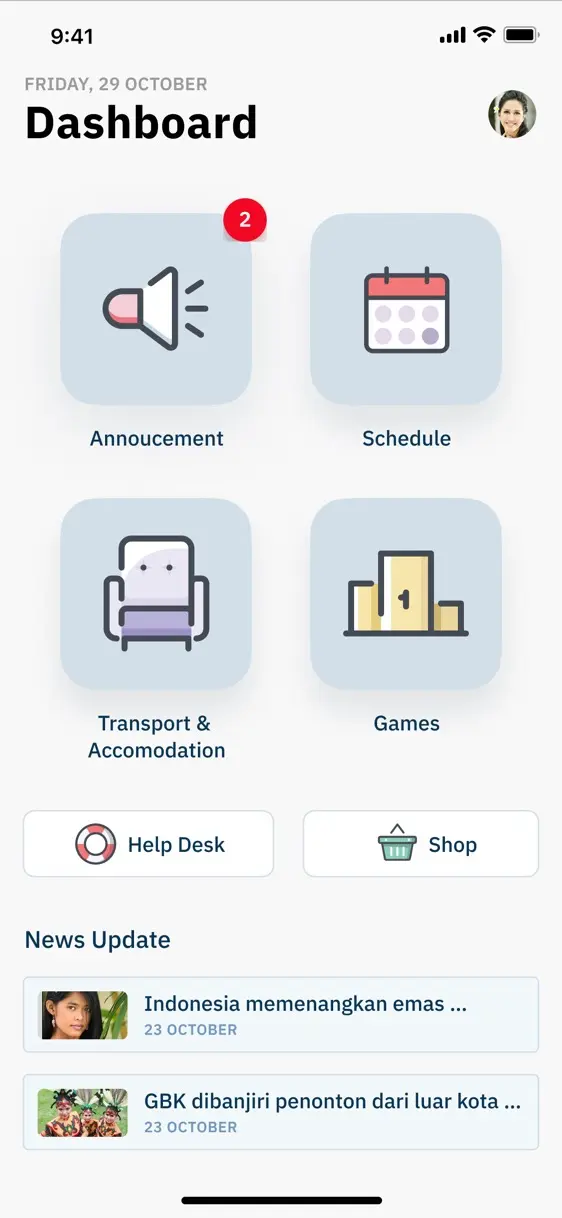 9:41
FRIDAY, 29 OCTOBER
Dashboard
2
Annoucement
Schedule
Transport &
Accomodation
Games
Help Desk
Shop
News Update
Indonesia memenangkan emas ...
23 OCTOBER
GBK dibanjiri penonton dari luar kota ...
23 OCTOBER